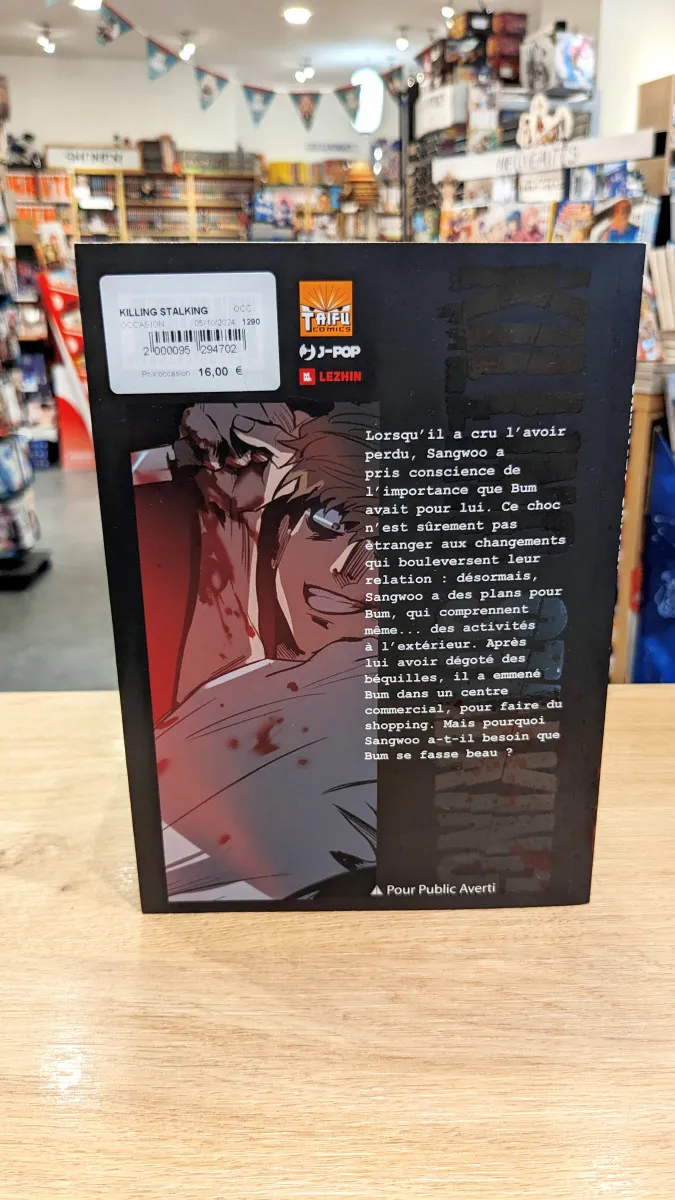 KILLING STALKING OCC
OCCASION 05/10/2024 1290
2 000095 294702
Prix occasion 16,00 €
TAIFU
COMICS
J-POP
LEZHIN
Lorsqu'il a cru l'avoir
perdu, Sangwoo a
pris conscience de
l'importance que Bum
avait pour lui. Ce choc
n'est sûrement pas
étranger aux changements
qui bouleversent leur
relation : désormais,
Sangwoo a des plans pour
Bum, qui comprennent
même... des activités
à l'extérieur. Après
lui avoir dégoté des
béquilles, il a emmené
Bum dans un centre
commercial, pour faire du
shopping. Mais pourquoi
Sangwoo a-t-il besoin que
Bum se fasse beau ?
KILLING STALKING
Pour Public Averti